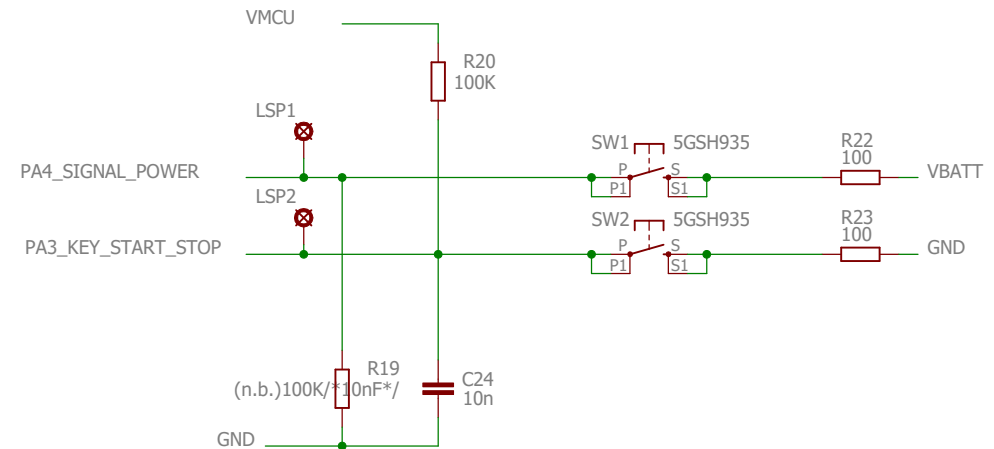 VMCU
R20
100K
LSP1
SW1 5GSH935
R22
100
PA4_SIGNAL_POWER
P S
VBATT
P1 S1
LSP2
SW2 5GSH935
R23
100
PA3_KEY_START_STOP
P S
GND
P1 S1
R19
(n.b.)100K/*10nF*/
C24
10n
GND